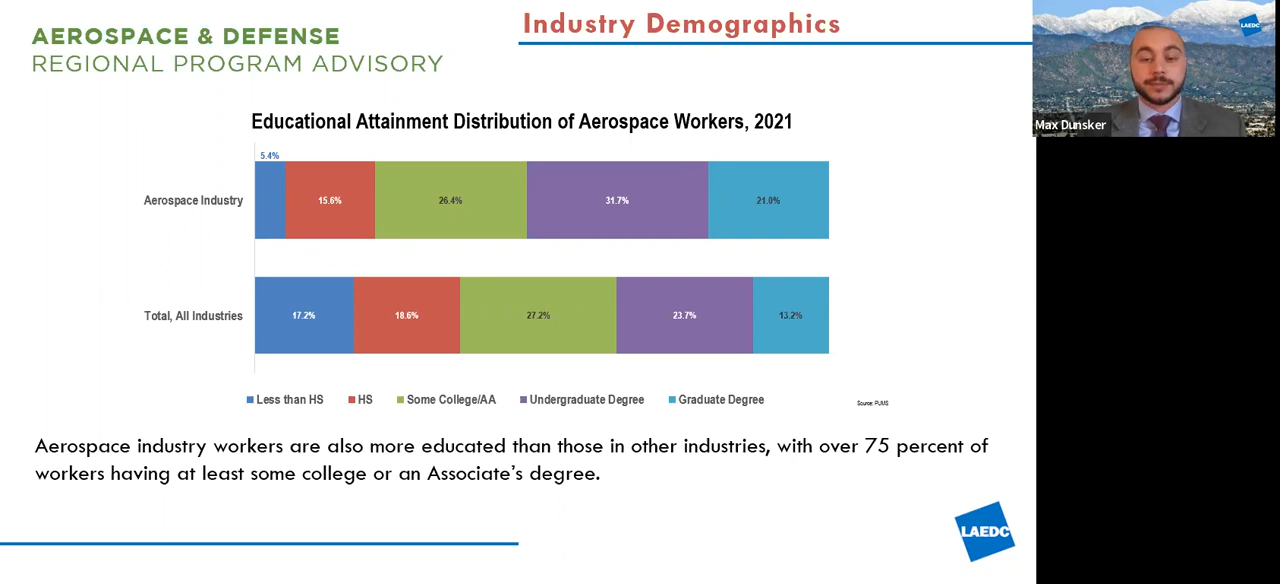 Industry Demographics
AEROSPACE & DEFENSE
REGIONAL PROGRAM ADVISORY
LAEDC
Max Dunsker
Educational Attainment Distribution of Aerospace Workers, 2021
5.4%
Aerospace Industry 15.6% 26.4% 31.7% 21.0%
Total, All Industries 17.2% 18.6% 27.2% 23.7% 13.2%
Less than HS HS Some College/AA Undergraduate Degree Graduate Degree
Source: PUMS
Aerospace industry workers are also more educated than those in other industries, with over 75 percent of
workers having at least some college or an Associate’s degree.
LAEDC